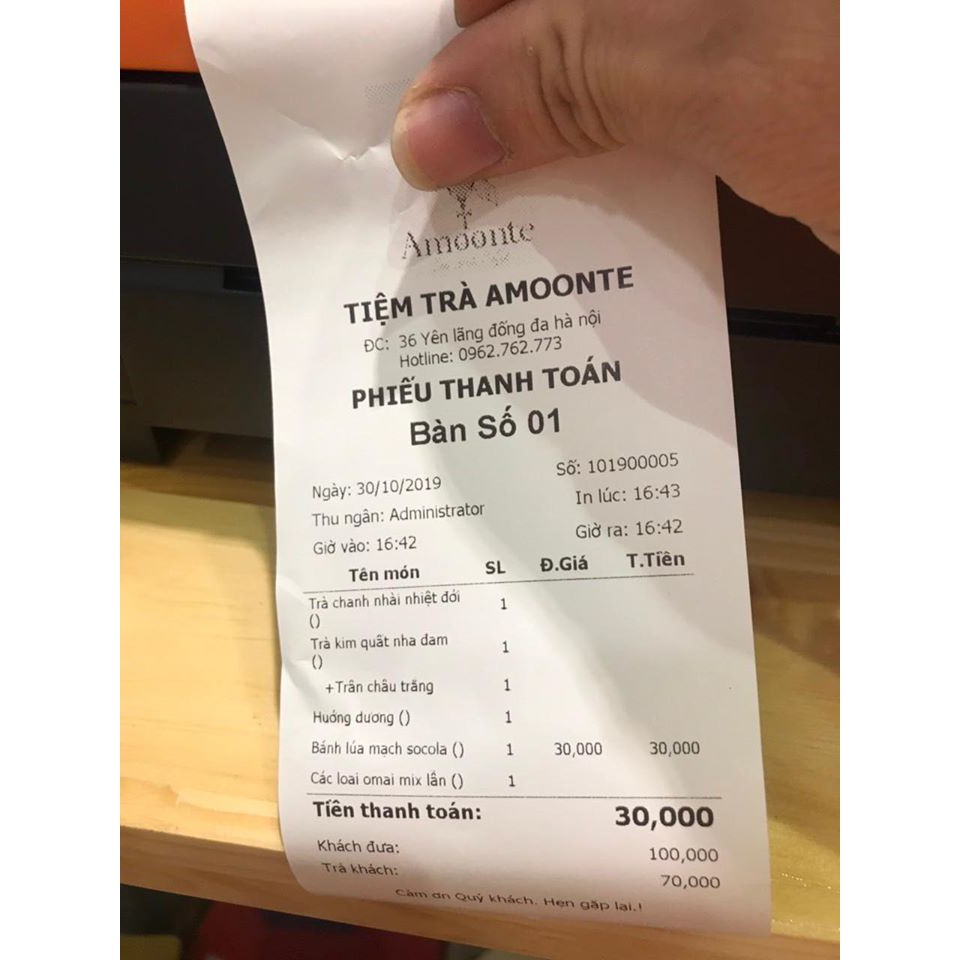 Amoonte
TIỆM TRÀ AMOONTE
ĐC: 36 Yên lãng đống đa hà nội
Hotline: 0962.762.773
PHIẾU THANH TOÁN
Bàn Số 01
Số: 101900005
Ngày: 30/10/2019
In lúc: 16:43
Thu ngân: Administrator
Giờ ra: 16:42
Giờ vào: 16:42
Tên món SL Đ.Giá T.Tiền
Trà chanh nhài nhiệt đới 1
()
Trà kim quất nha đam 1
()
+Trân châu trắng 1
Hướng dương () 1
Bánh lúa mạch socola () 1 30,000 30,000
Các loai omai mix lẫn () 1
Tiền thanh toán: 30,000
Khách đưa: 100,000
Trả khách: 70,000
Cảm ơn Quý khách. Hẹn gặp lại.!